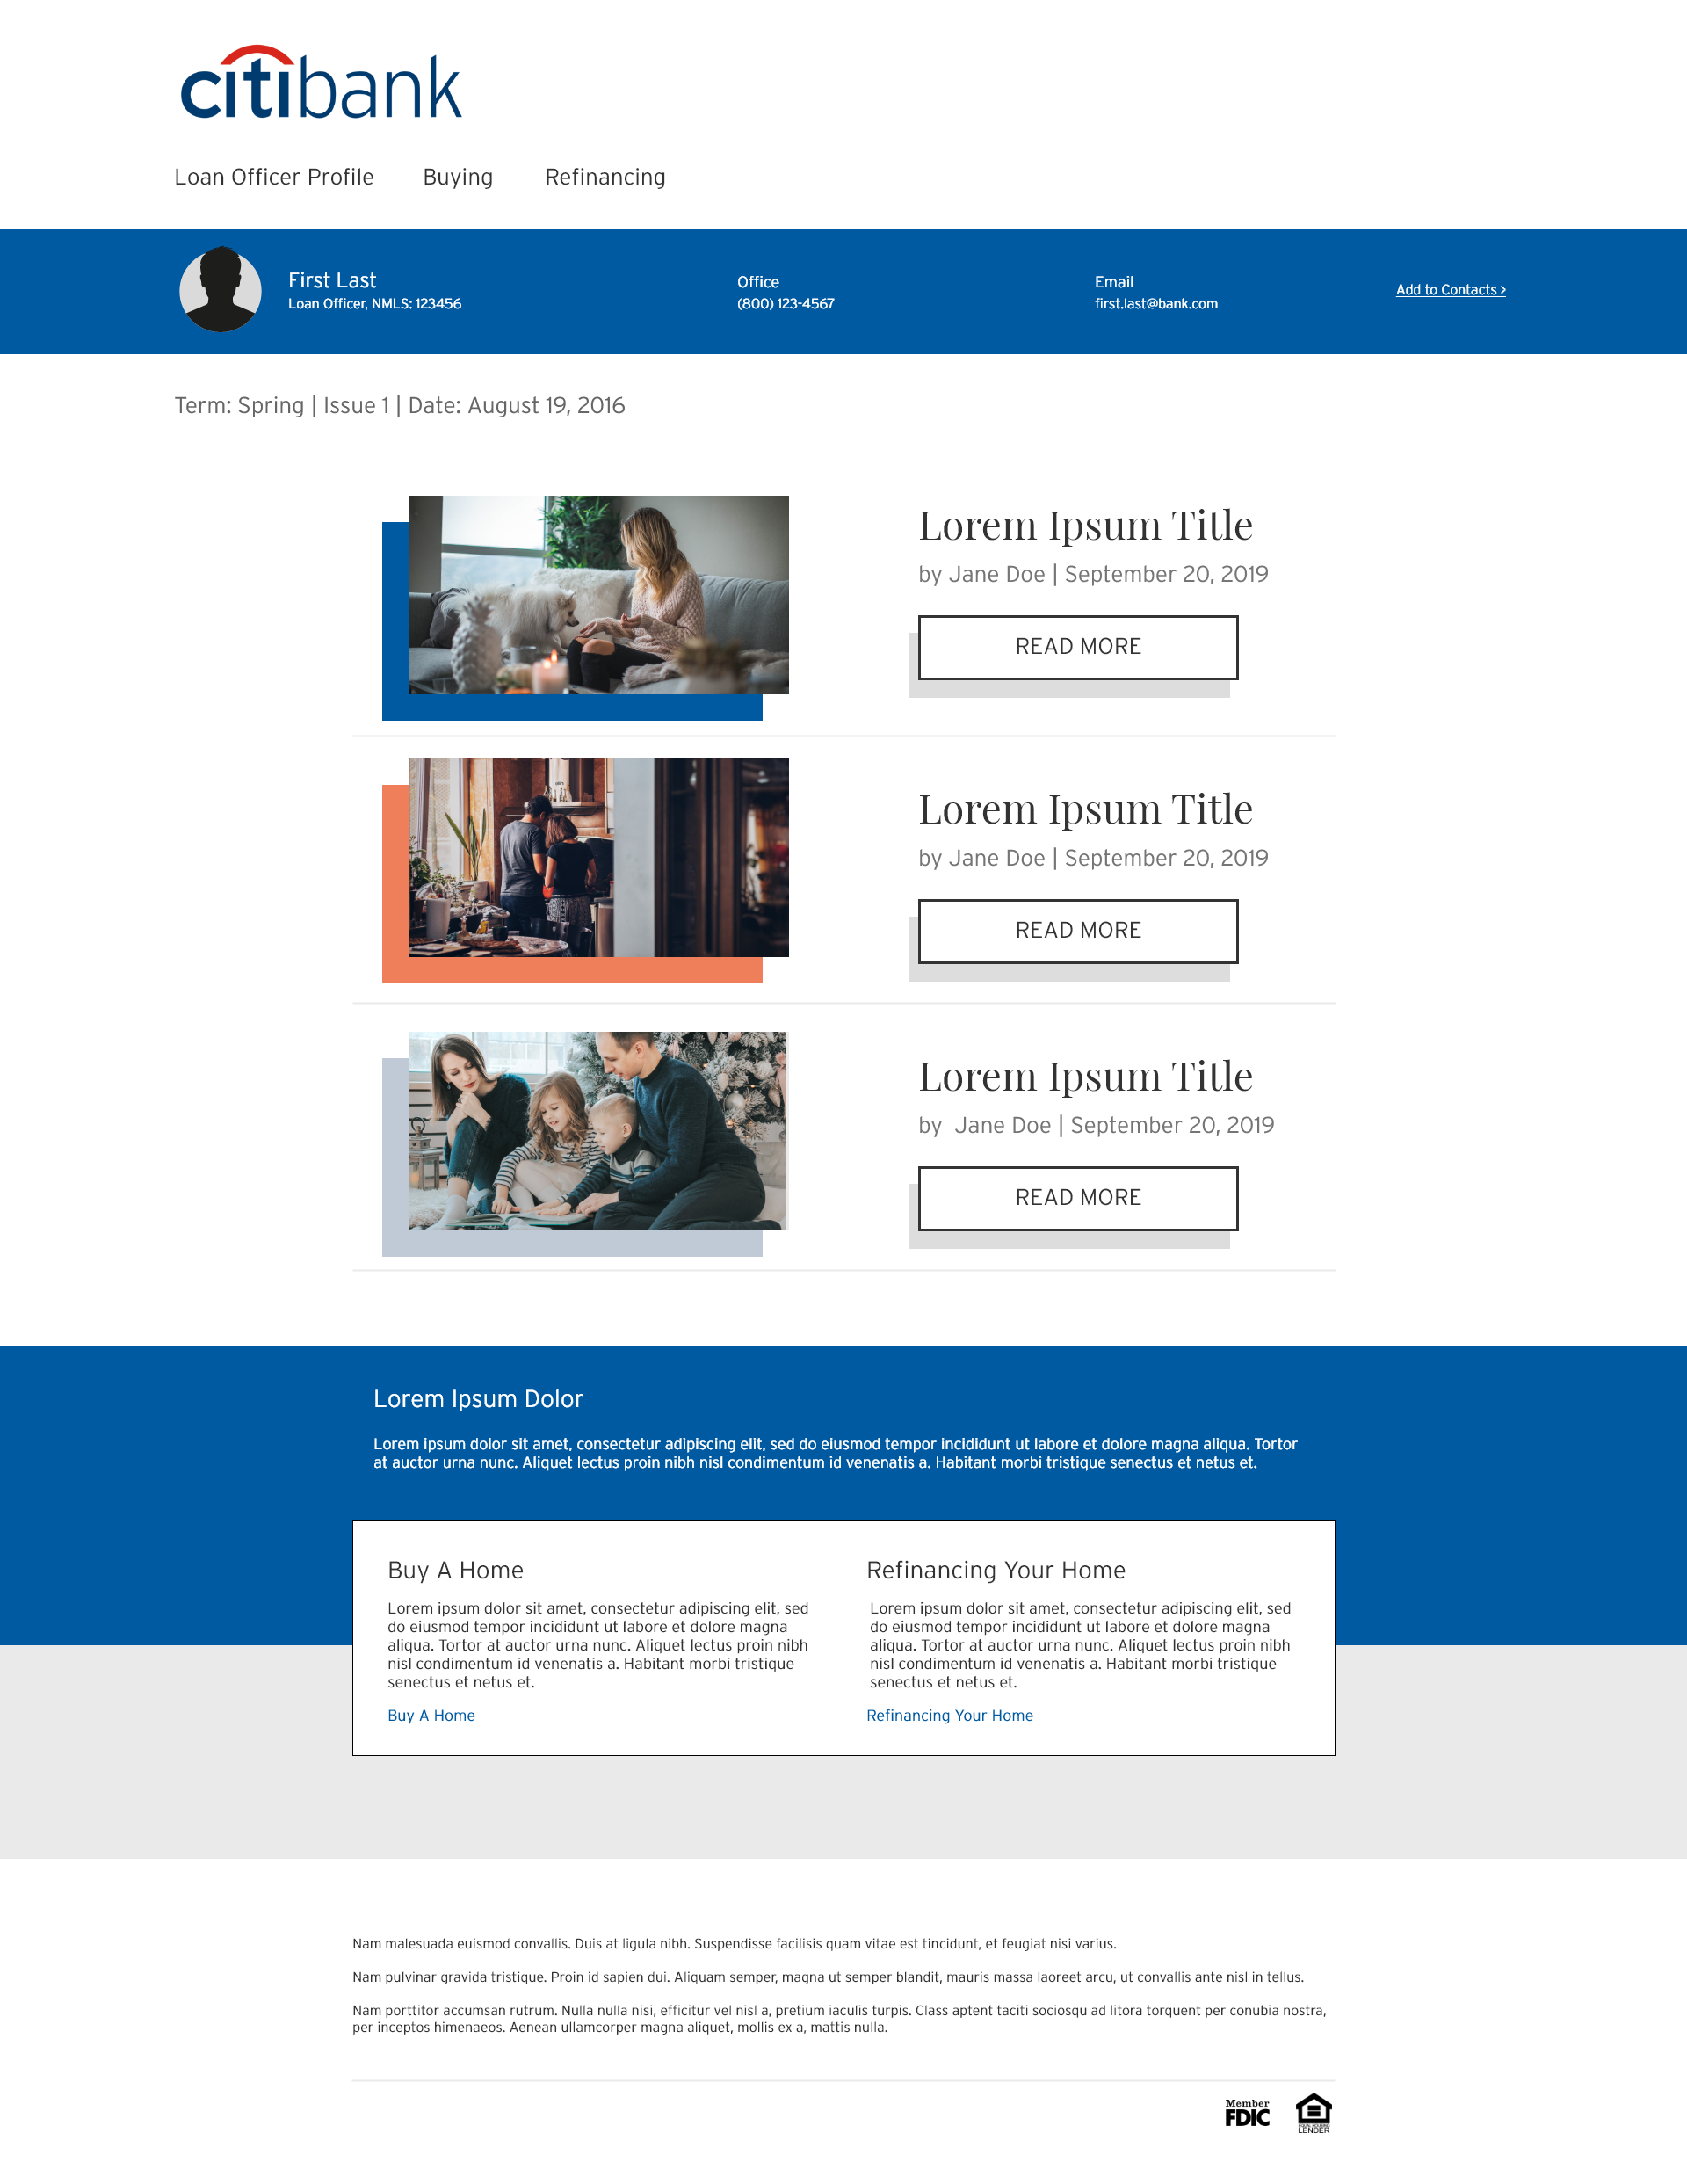 citibank
Loan Officer Profile Buying Refinancing
First Last
Loan Officer, NMLS: 123456
Office
(800) 123-4567
Email
first.last@bank.com
Add to Contacts >
Term: Spring | Issue 1 | Date: August 19, 2016
Lorem Ipsum Title
by Jane Doe | September 20, 2019
READ MORE
Lorem Ipsum Title
by Jane Doe | September 20, 2019
READ MORE
Lorem Ipsum Title
by  Jane Doe | September 20, 2019
READ MORE
Lorem Ipsum Dolor
Lorem ipsum dolor sit amet, consectetur adipiscing elit, sed do eiusmod tempor incididunt ut labore et dolore magna aliqua. Tortor
at auctor urna nunc. Aliquet lectus proin nibh nisl condimentum id venenatis a. Habitant morbi tristique senectus et netus et.
Buy A Home
Lorem ipsum dolor sit amet, consectetur adipiscing elit, sed
do eiusmod tempor incididunt ut labore et dolore magna
aliqua. Tortor at auctor urna nunc. Aliquet lectus proin nibh
nisl condimentum id venenatis a. Habitant morbi tristique
senectus et netus et.
Buy A Home
Refinancing Your Home
Lorem ipsum dolor sit amet, consectetur adipiscing elit, sed
do eiusmod tempor incididunt ut labore et dolore magna
aliqua. Tortor at auctor urna nunc. Aliquet lectus proin nibh
nisl condimentum id venenatis a. Habitant morbi tristique
senectus et netus et.
Refinancing Your Home
Nam malesuada euismod convallis. Duis at ligula nibh. Suspendisse facilisis quam vitae est tincidunt, et feugiat nisi varius.
Nam pulvinar gravida tristique. Proin id sapien dui. Aliquam semper, magna ut semper blandit, mauris massa laoreet arcu, ut convallis ante nisl in tellus.
Nam porttitor accumsan rutrum. Nulla nulla nisi, efficitur vel nisl a, pretium iaculis turpis. Class aptent taciti sociosqu ad litora torquent per conubia nostra,
per inceptos himenaeos. Aenean ullamcorper magna aliquet, mollis ex a, mattis nulla.
Member
FDIC
LENDER